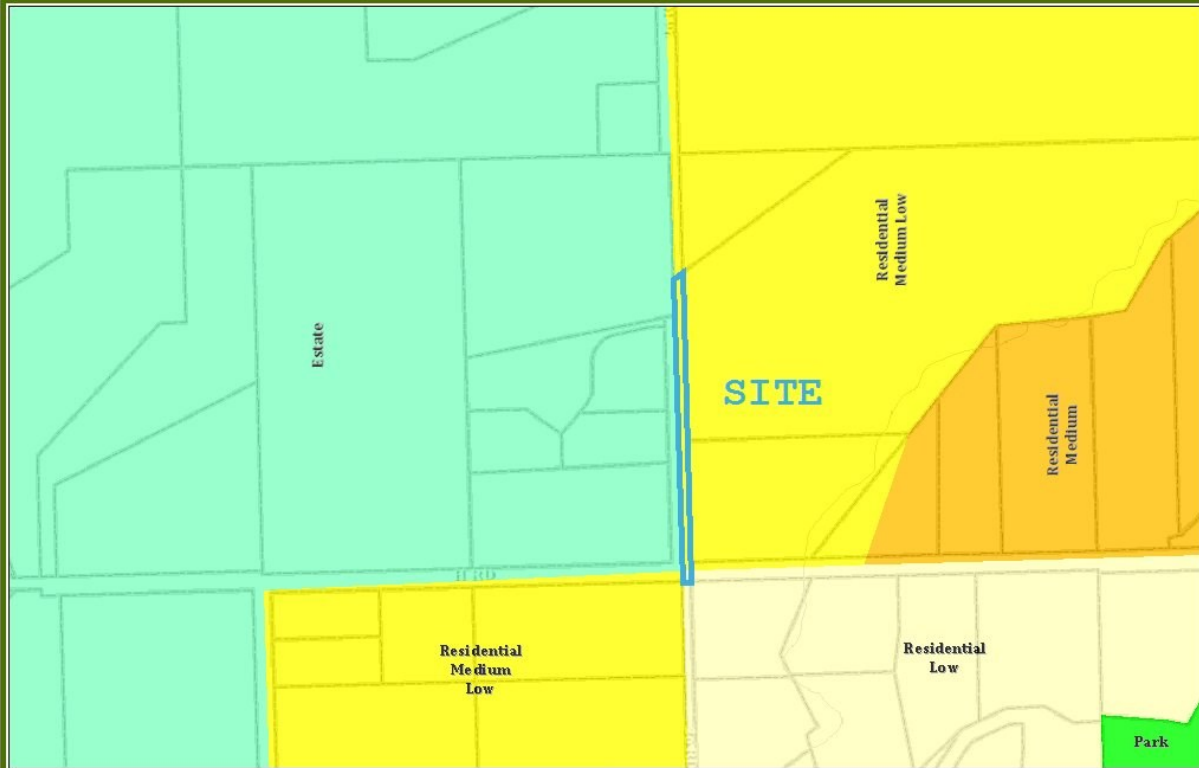 Residential
Medium Low
Estate
SITE
Residential
Medium
Residential
Medium
Low
Residential
Low
Park